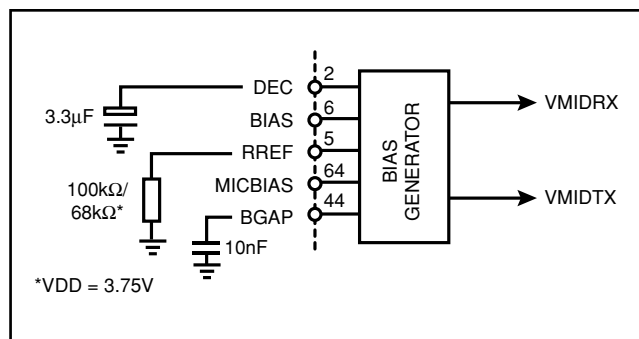 DEC 2
3.3μF
BIAS 6
RREF 5
100kΩ/
68kΩ*
MICBIAS 64
BGAP 44
10nF
*VDD = 3.75V
BIAS
GENERATOR
VMIDRX
VMIDTX